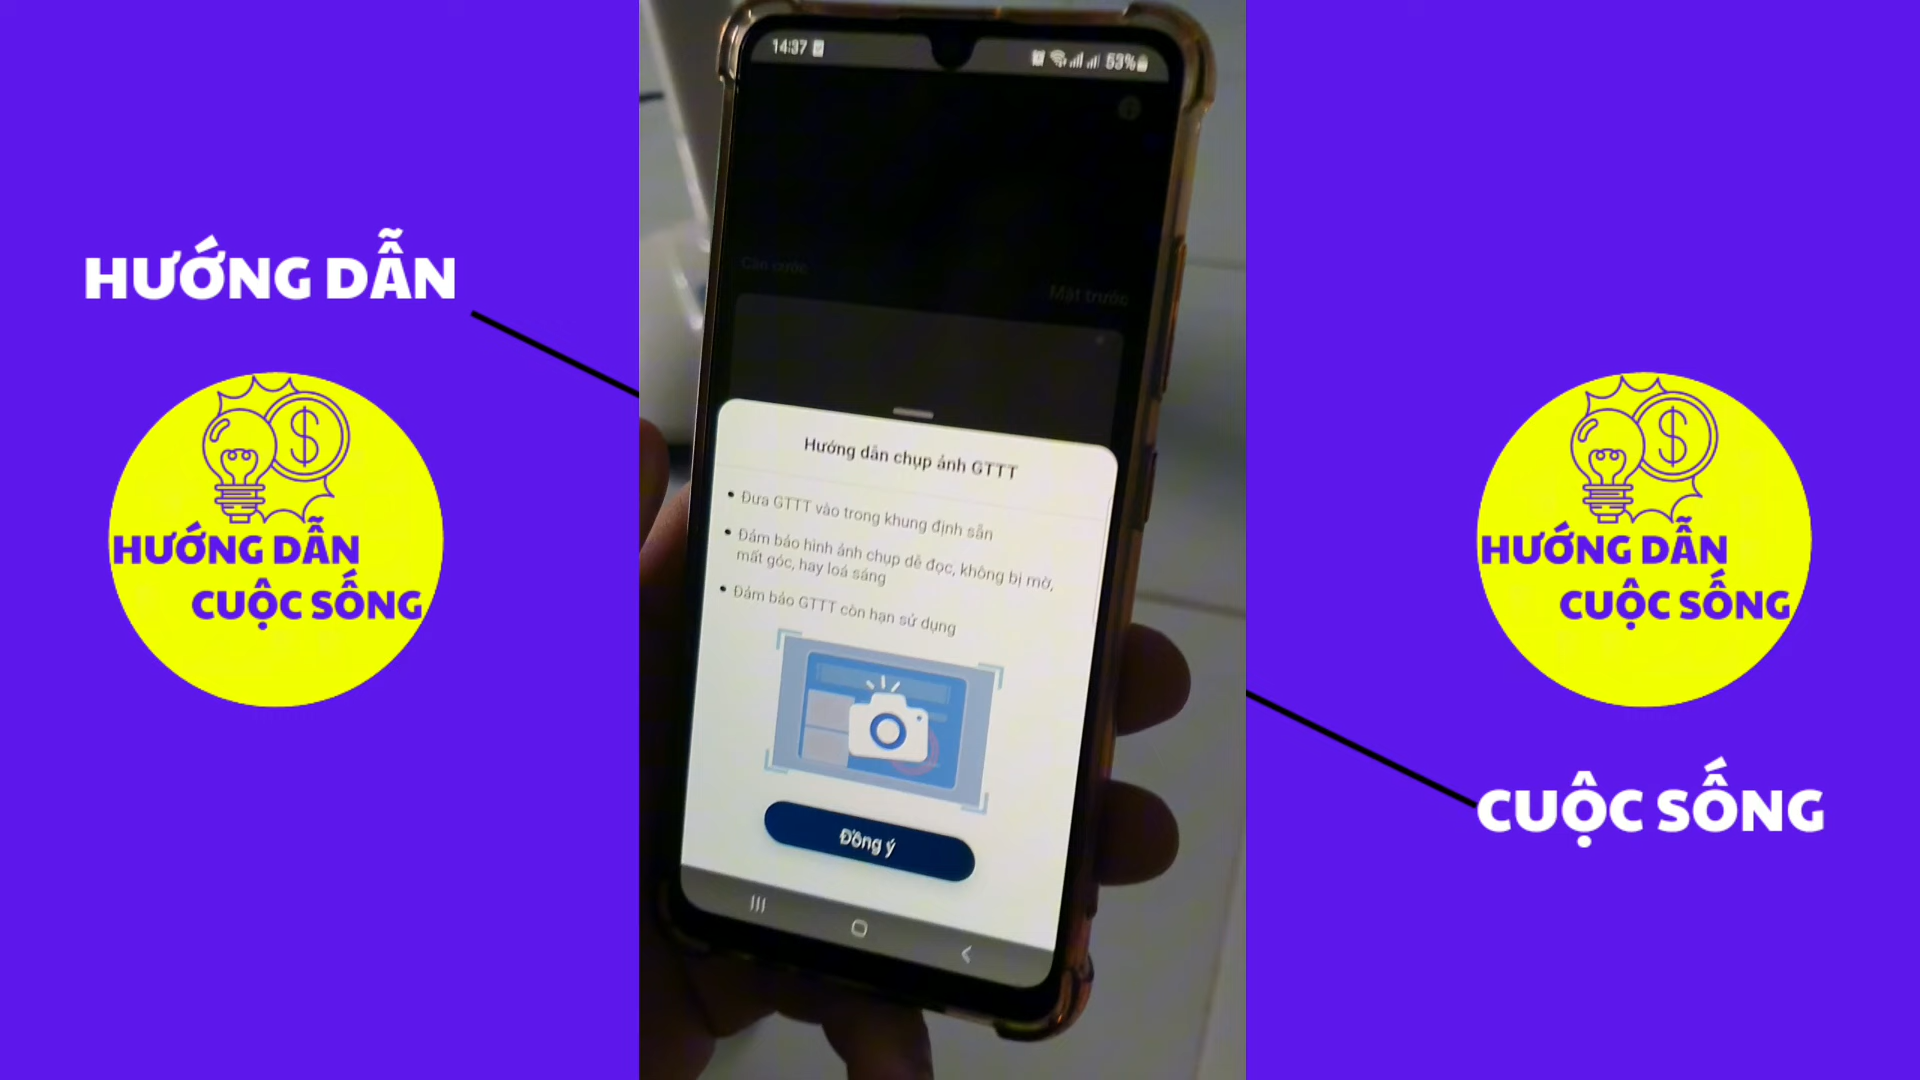 HƯỚNG DẪN
HƯỚNG DẪN
CUỘC SỐNG
14:37
53%
Căn cước
Mặt trước
Hướng dẫn chụp ảnh GTTT
• Đưa GTTT vào trong khung định sẵn
• Đảm bảo hình ảnh chụp dễ đọc, không bị mờ,
mất góc, hay loá sáng
• Đảm bảo GTTT còn hạn sử dụng
Đồng ý
HƯỚNG DẪN
CUỘC SỐNG
CUỘC SỐNG